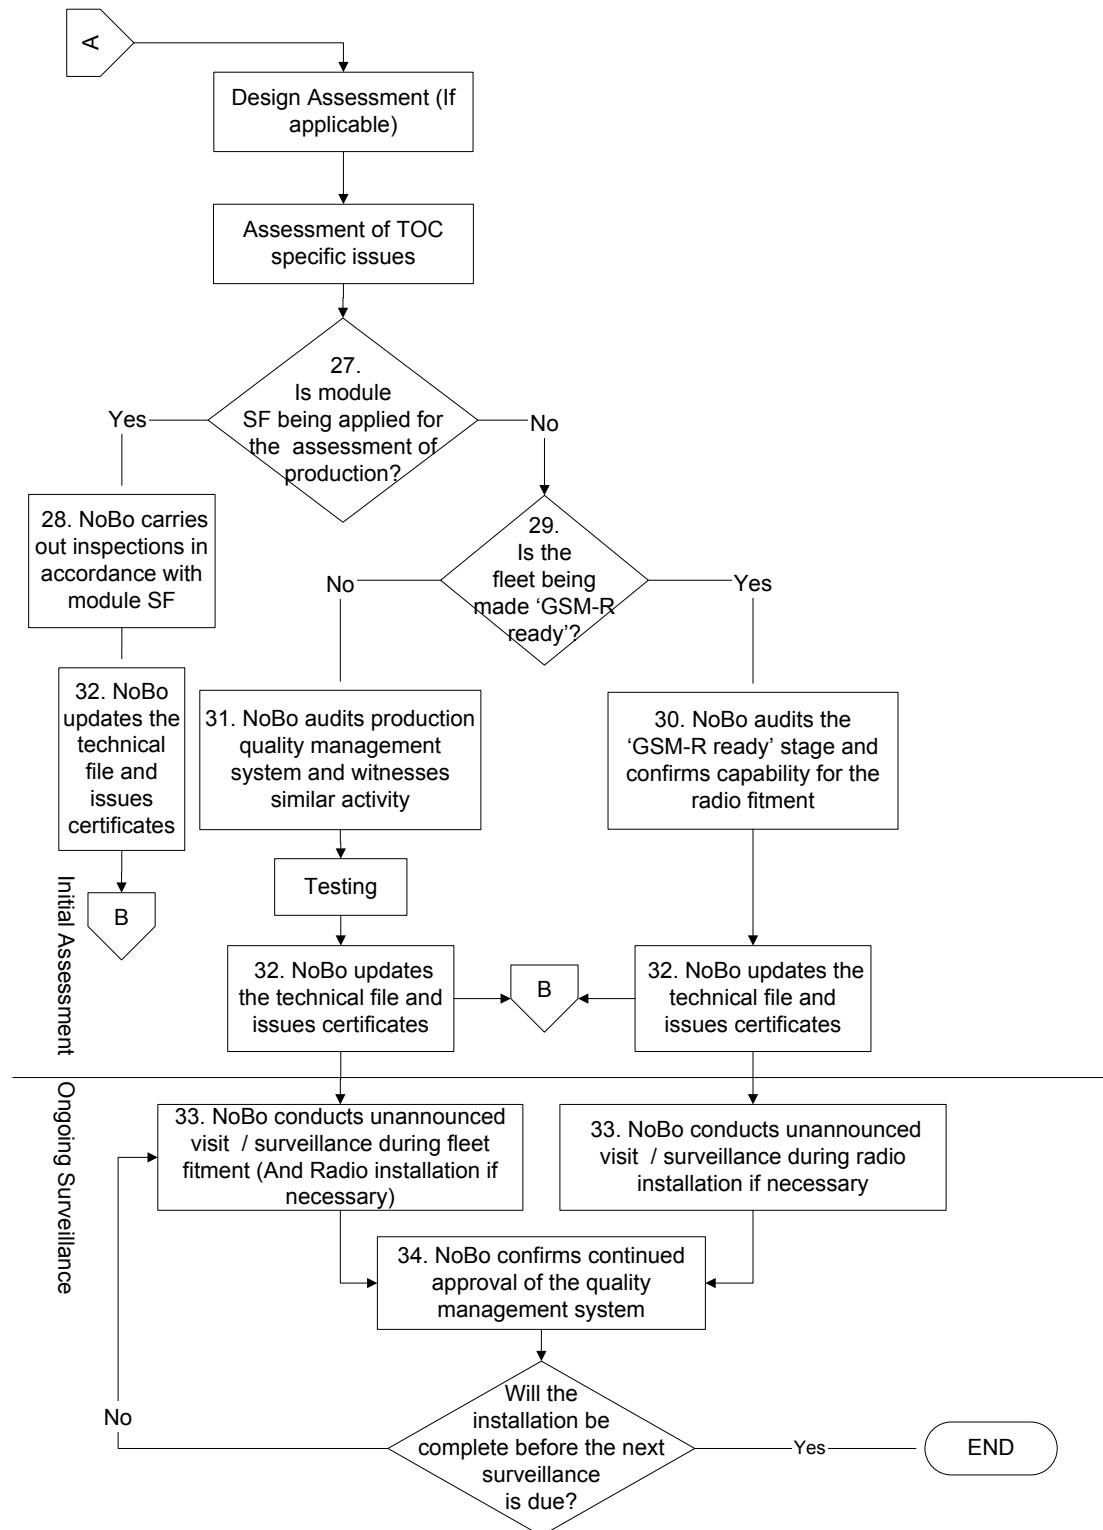 A
Design Assessment (If
applicable)
Assessment of TOC
specific issues
27.
Is module
SF being applied for
the assessment of
production?
Yes
No
28. NoBo carries
out inspections in
accordance with
module SF
29.
Is the
fleet being
made ‘GSM-R
ready’?
No
Yes
32. NoBo
updates the
technical
file and
issues
certificates
31. NoBo audits production
quality management
system and witnesses
similar activity
30. NoBo audits the
‘GSM-R ready’ stage and
confirms capability for the
radio fitment
Testing
B
Initial Assessment
32. NoBo updates
the technical file and
issues certificates
B
32. NoBo updates the
technical file and
issues certificates
Ongoing Surveillance
33. NoBo conducts unannounced
visit / surveillance during fleet
fitment (And Radio installation if
necessary)
33. NoBo conducts unannounced
visit / surveillance during radio
installation if necessary
34. NoBo confirms continued
approval of the quality
management system
Will the
installation be
complete before the next
surveillance
is due?
No
Yes
END